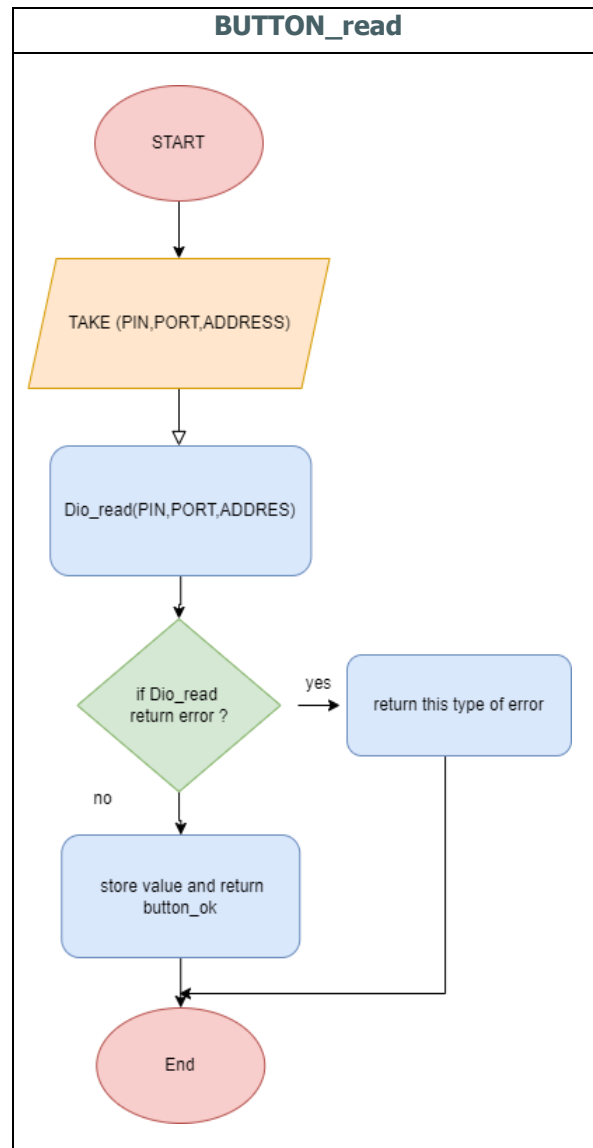 BUTTON_read
START
TAKE (PIN,PORT,ADDRESS)
Dio_read(PIN,PORT,ADDRES)
if Dio_read
return error ?
yes
return this type of error
no
store value and return
button_ok
End